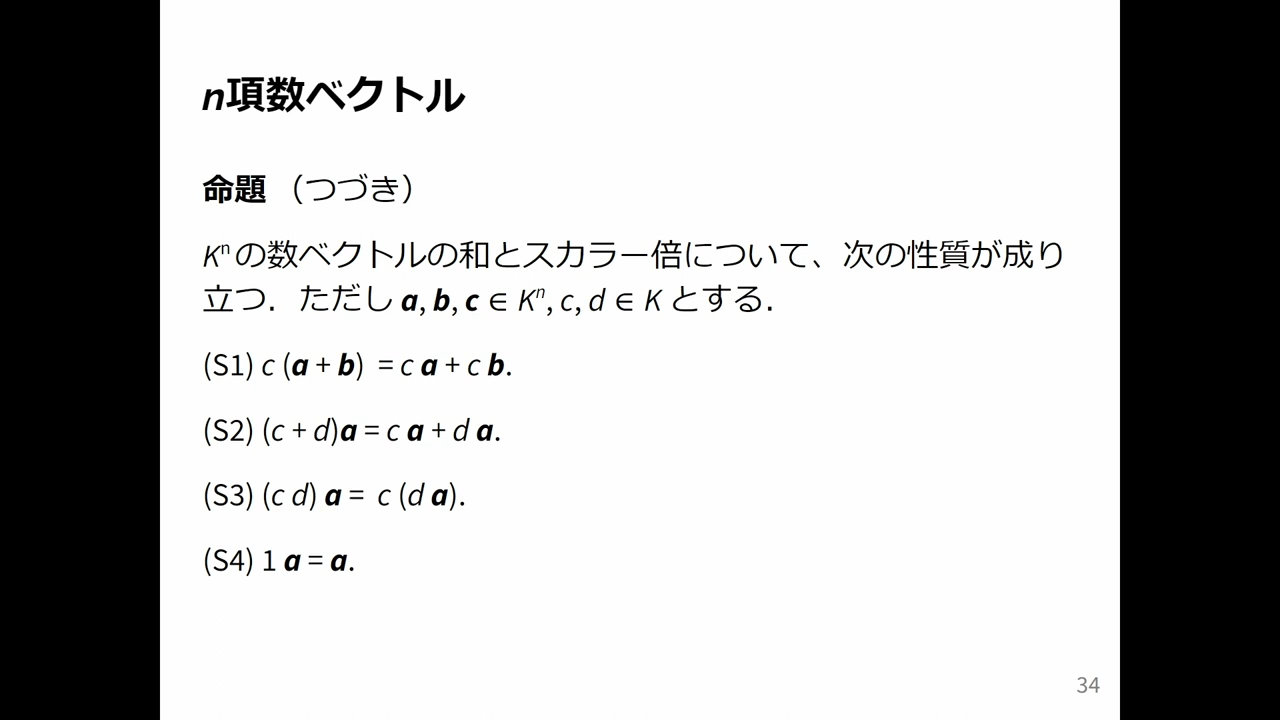 n項数ベクトル
命題 （つづき）
Kⁿ の数ベクトルの和とスカラー倍について、次の性質が成り
立つ．ただし a, b, c ∈ Kⁿ, c, d ∈ K とする．
(S1) c (a + b) = c a + c b.
(S2) (c + d)a = c a + d a.
(S3) (c d) a = c (d a).
(S4) 1 a = a.
34